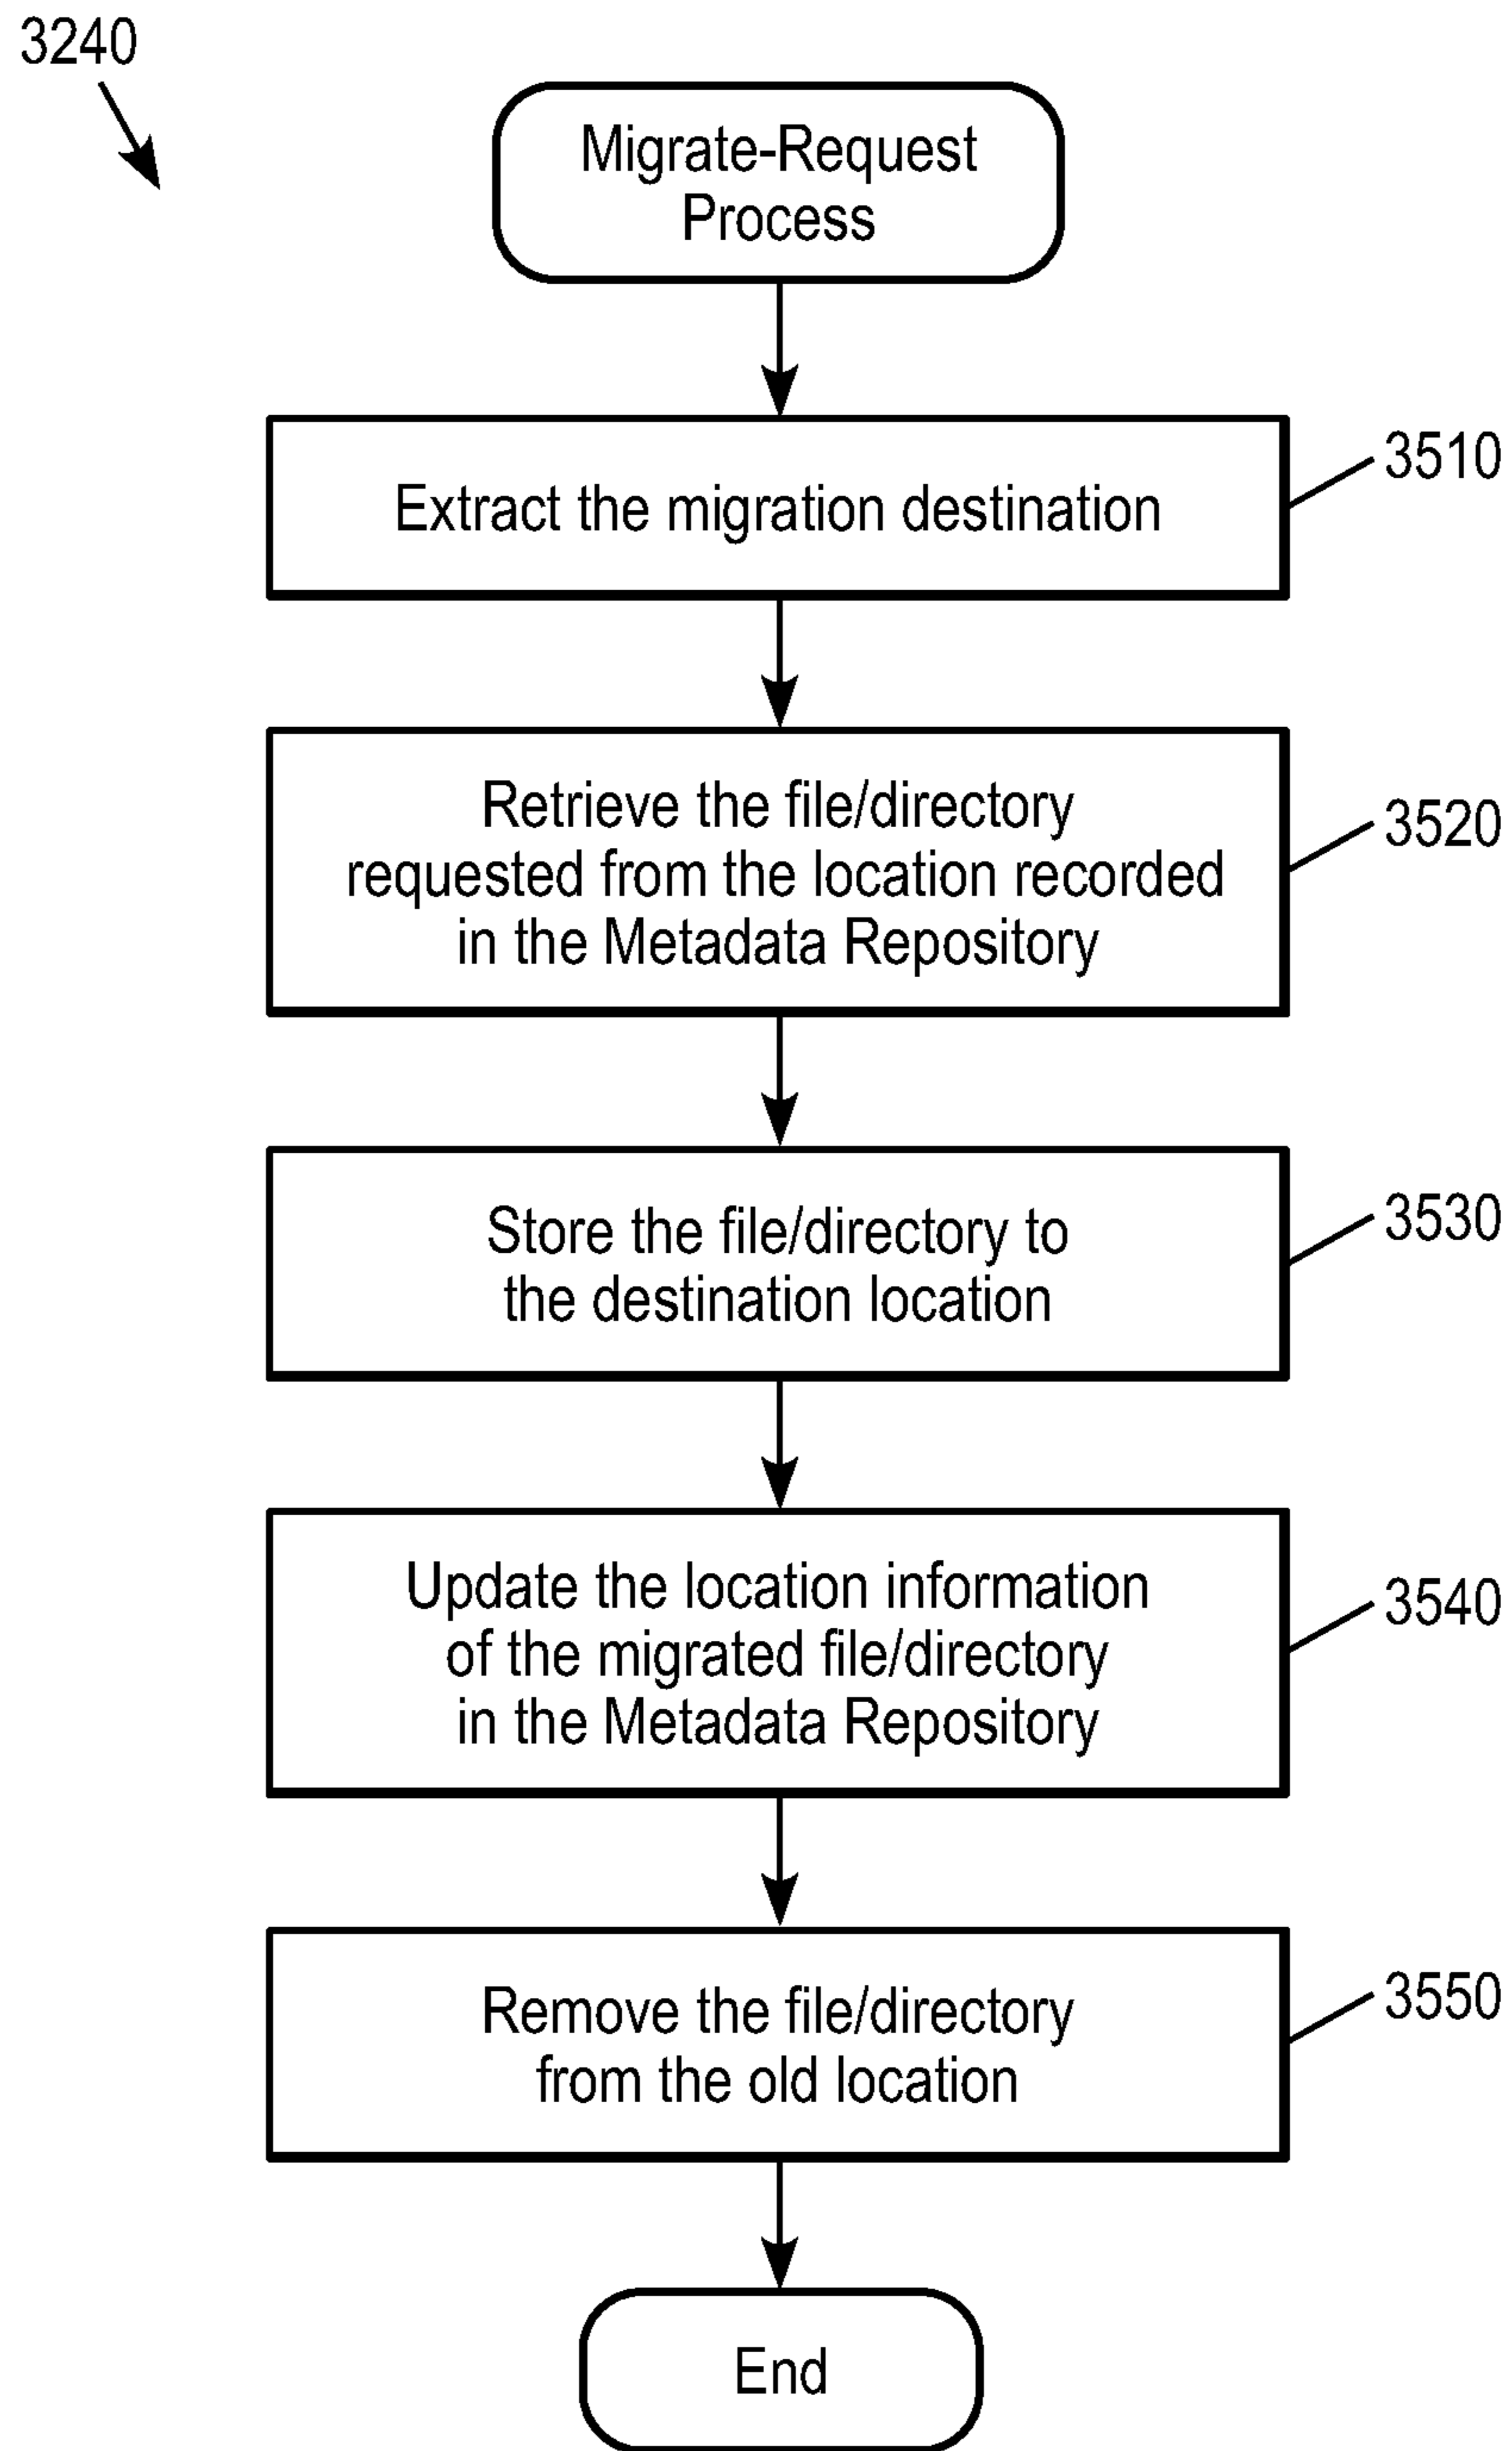 3240
Migrate-Request
Process
Extract the migration destination
3510
Retrieve the file/directory
requested from the location recorded
in the Metadata Repository
3520
Store the file/directory to
the destination location
3530
Update the location information
of the migrated file/directory
in the Metadata Repository
3540
Remove the file/directory
from the old location
3550
End